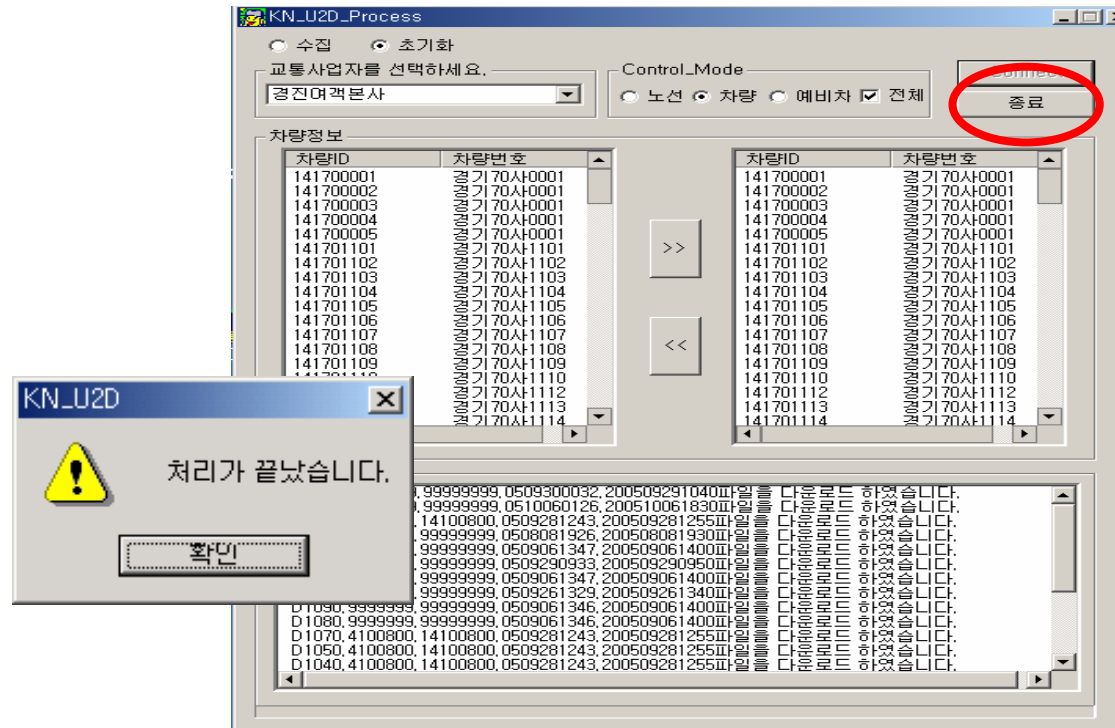 KN_U2D_Process
수집 초기화
교통사업자를 선택하세요.
경진여객본사
Control_Mode
노선 차량 예비차 전체
종료
차량정보
차량ID 차량번호
141700001 경기70사0001
141700002 경기70사0001
141700003 경기70사0001
141700004 경기70사0001
141700005 경기70사0001
141701101 경기70사1101
141701102 경기70사1102
141701103 경기70사1103
141701104 경기70사1104
141701105 경기70사1105
141701106 경기70사1106
141701107 경기70사1107
141701108 경기70사1108
141701109 경기70사1109
경기70사1110
경기70사1112
경기70사1113
경기70사1114
>>
<<
차량ID 차량번호
141700001 경기70사0001
141700002 경기70사0001
141700003 경기70사0001
141700004 경기70사0001
141700005 경기70사0001
141701101 경기70사1101
141701102 경기70사1102
141701103 경기70사1103
141701104 경기70사1104
141701105 경기70사1105
141701106 경기70사1106
141701107 경기70사1107
141701108 경기70사1108
141701109 경기70사1109
141701110 경기70사1110
141701112 경기70사1112
141701113 경기70사1113
141701114 경기70사1114
KN_U2D
처리가 끝났습니다.
확인
,99999999,0509300032,200509291040파일을 다운로드 하였습니다.
,99999999,0510060126,200510061830파일을 다운로드 하였습니다.
,14100800,0509281243,200509281255파일을 다운로드 하였습니다.
,99999999,0508081926,200508081930파일을 다운로드 하였습니다.
,99999999,0509061347,200509061400파일을 다운로드 하였습니다.
,99999999,0509290933,200509290950파일을 다운로드 하였습니다.
,99999999,0509061347,200509061400파일을 다운로드 하였습니다.
,99999999,0509261329,200509261340파일을 다운로드 하였습니다.
D1090,9999999,99999999,0509061346,200509061400파일을 다운로드 하였습니다.
D1080,9999999,99999999,0509061346,200509061400파일을 다운로드 하였습니다.
D1070,4100800,14100800,0509281243,200509281255파일을 다운로드 하였습니다.
D1050,4100800,14100800,0509281243,200509281255파일을 다운로드 하였습니다.
D1040,4100800,14100800,0509281243,200509281255파일을 다운로드 하였습니다.